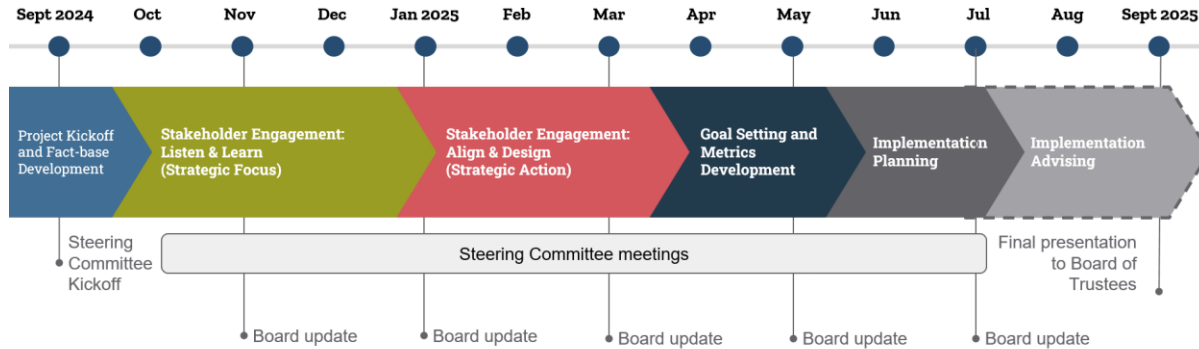 Sept 2024 Oct Nov Dec Jan 2025 Feb Mar Apr May Jun Jul Aug Sept 2025
Project Kickoff
and Fact-base
Development
Stakeholder Engagement:
Listen & Learn
(Strategic Focus)
Stakeholder Engagement:
Align & Design
(Strategic Action)
Goal Setting and
Metrics
Development
Implementation
Planning
Implementation
Advising
Steering
Committee
Kickoff
Steering Committee meetings
Final presentation
to Board of
Trustees
Board update
Board update
Board update
Board update
Board update